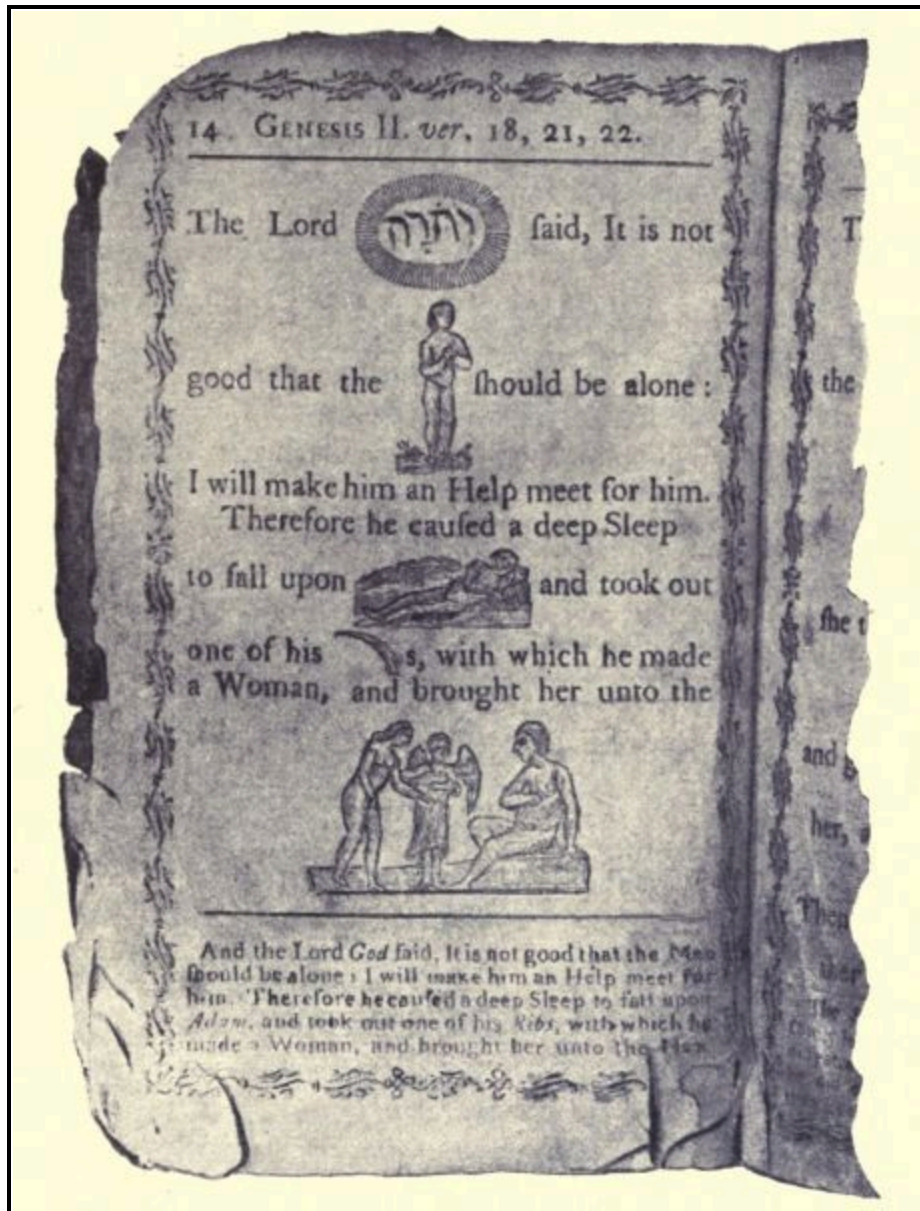 14 GENESIS II. ver. 18, 21, 22.
The Lord יהוה ſaid, It is not
good that the ſhould be alone :
I will make him an Help meet for him.
Therefore he cauſed a deep Sleep
to fall upon and took out
one of his s, with which he made
a Woman, and brought her unto the
And the Lord God ſaid, It is not good that the Man
ſhould be alone : I will make him an Help meet for
him. Therefore he cauſed a deep Sleep to fall upon
Adam, and took out one of his Ribs, with which he
made a Woman, and brought her unto the Man
T
the
ſhe t
and
her,
Then